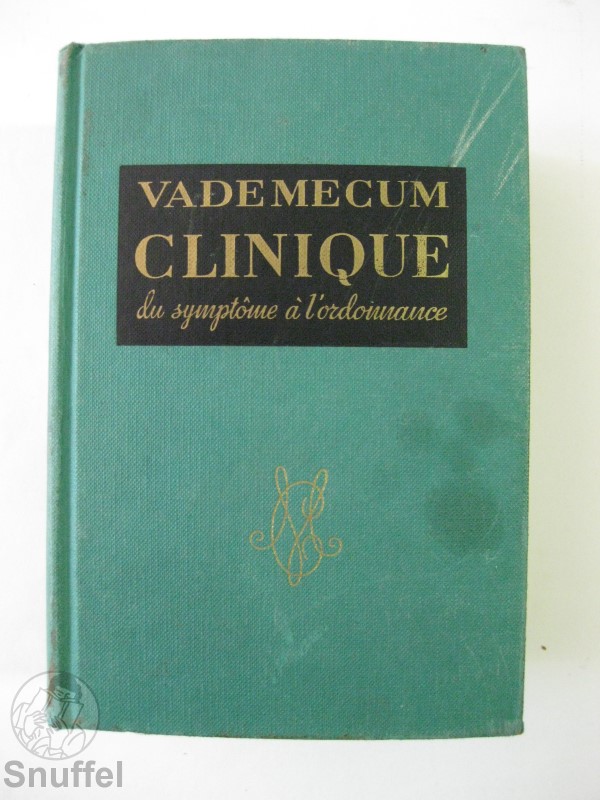 VADEMECUM
CLINIQUE
du symptôme à l'ordonnance
Snuffel